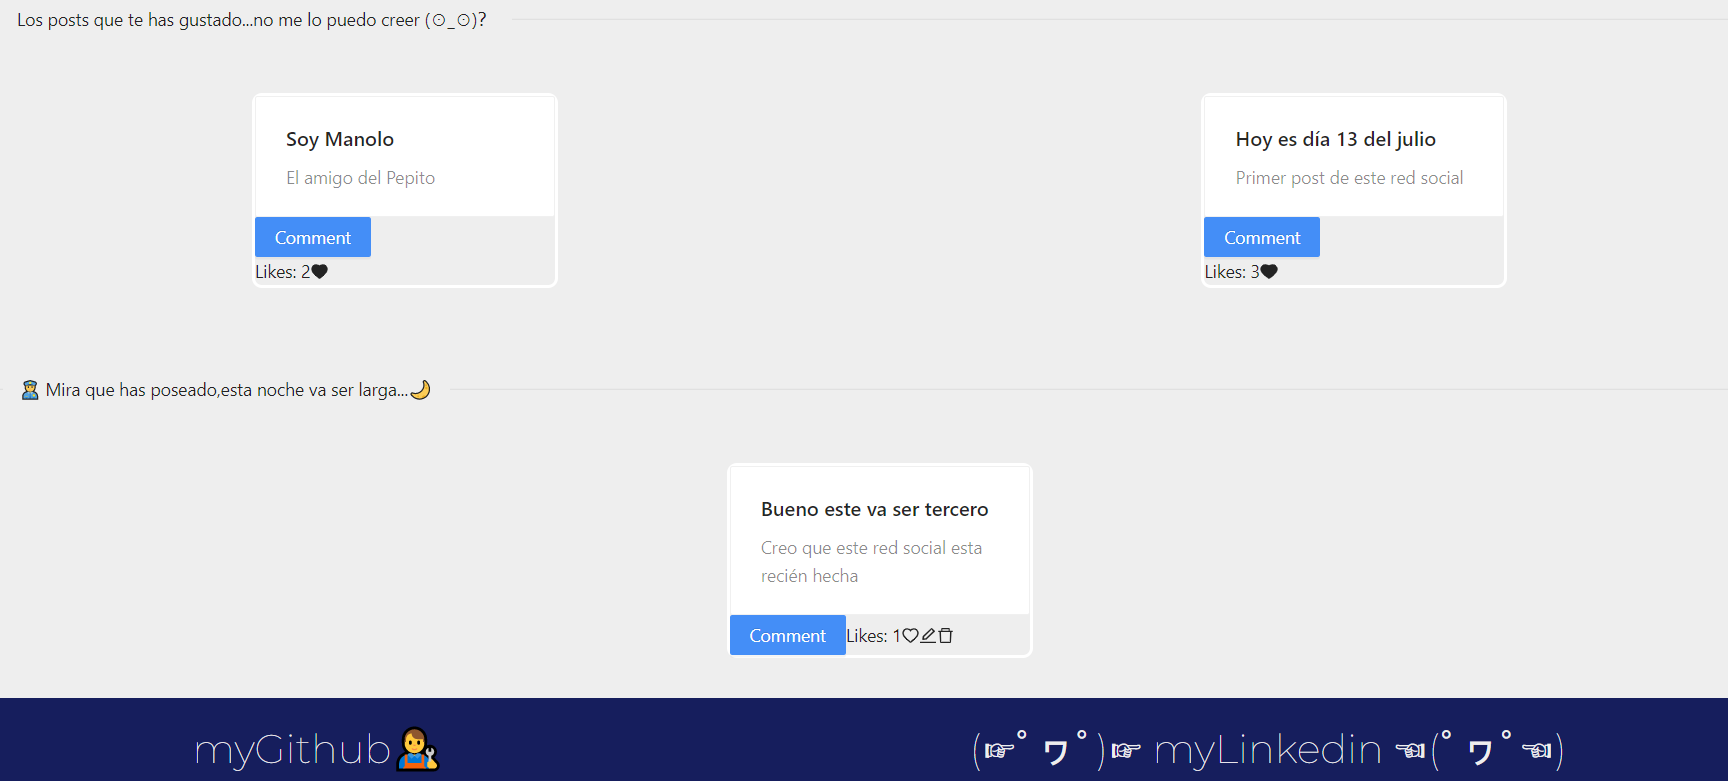 Los posts que te has gustado...no me lo puedo creer (⊙_⊙)?
Soy Manolo
El amigo del Pepito
Comment
Likes: 2
Hoy es día 13 del julio
Primer post de este red social
Comment
Likes: 3
👮 Mira que has poseado,esta noche va ser larga...🌙
Bueno este va ser tercero
Creo que este red social esta
recién hecha
Comment Likes: 1
myGithub👩‍🔧
(☞ﾟヮﾟ)☞ myLinkedin ☜(ﾟヮﾟ☜)